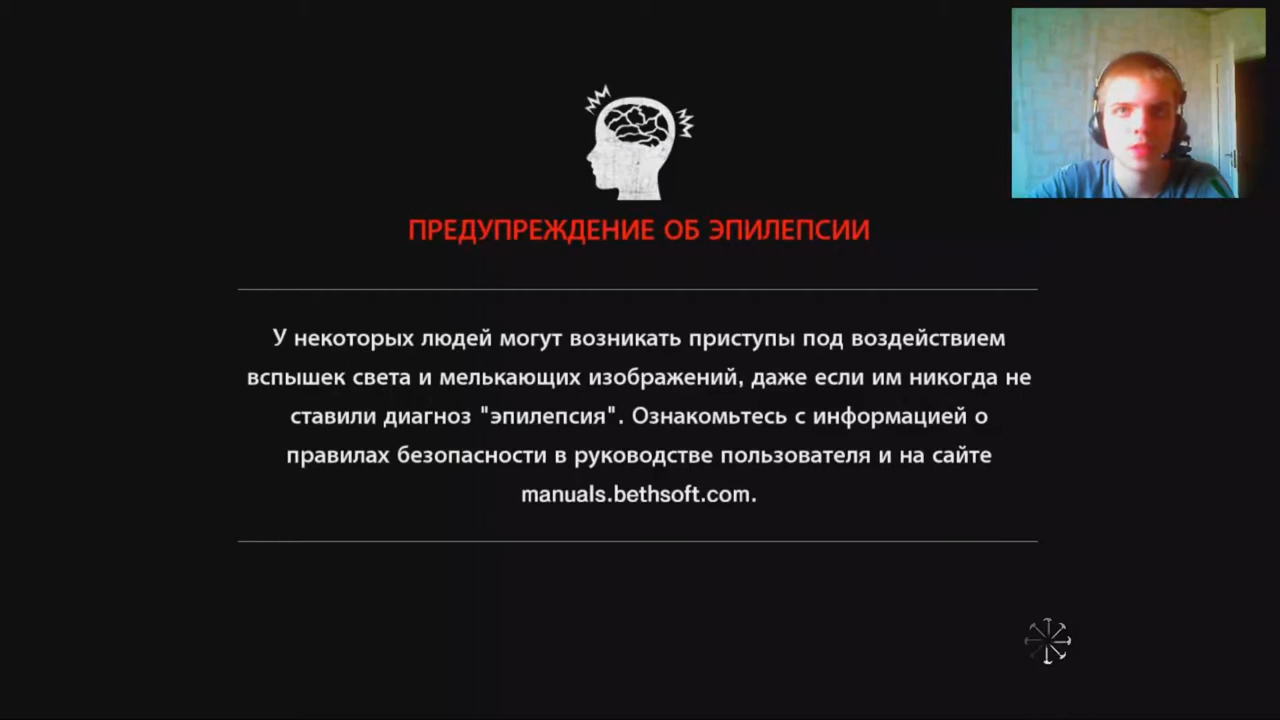 ПРЕДУПРЕЖДЕНИЕ ОБ ЭПИЛЕПСИИ
У некоторых людей могут возникать приступы под воздействием
вспышек света и мелькающих изображений, даже если им никогда не
ставили диагноз "эпилепсия". Ознакомьтесь с информацией о
правилах безопасности в руководстве пользователя и на сайте
manuals.bethsoft.com.